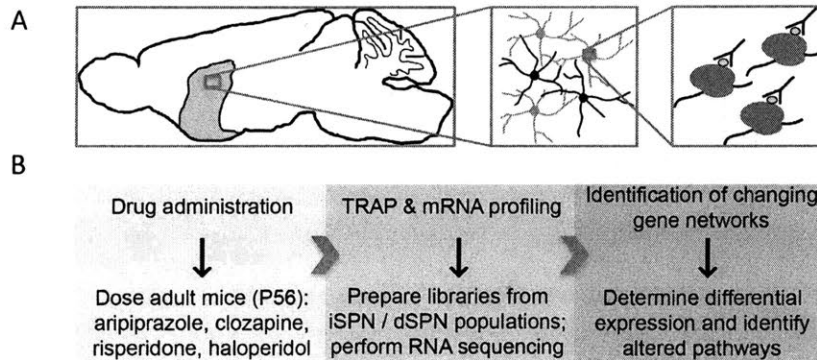 A
B
Drug administration
TRAP & mRNA profiling
Identification of changing
gene networks
Dose adult mice (P56):
aripiprazole, clozapine,
risperidone, haloperidol
Prepare libraries from
iSPN / dSPN populations;
perform RNA sequencing
Determine differential
expression and identify
altered pathways